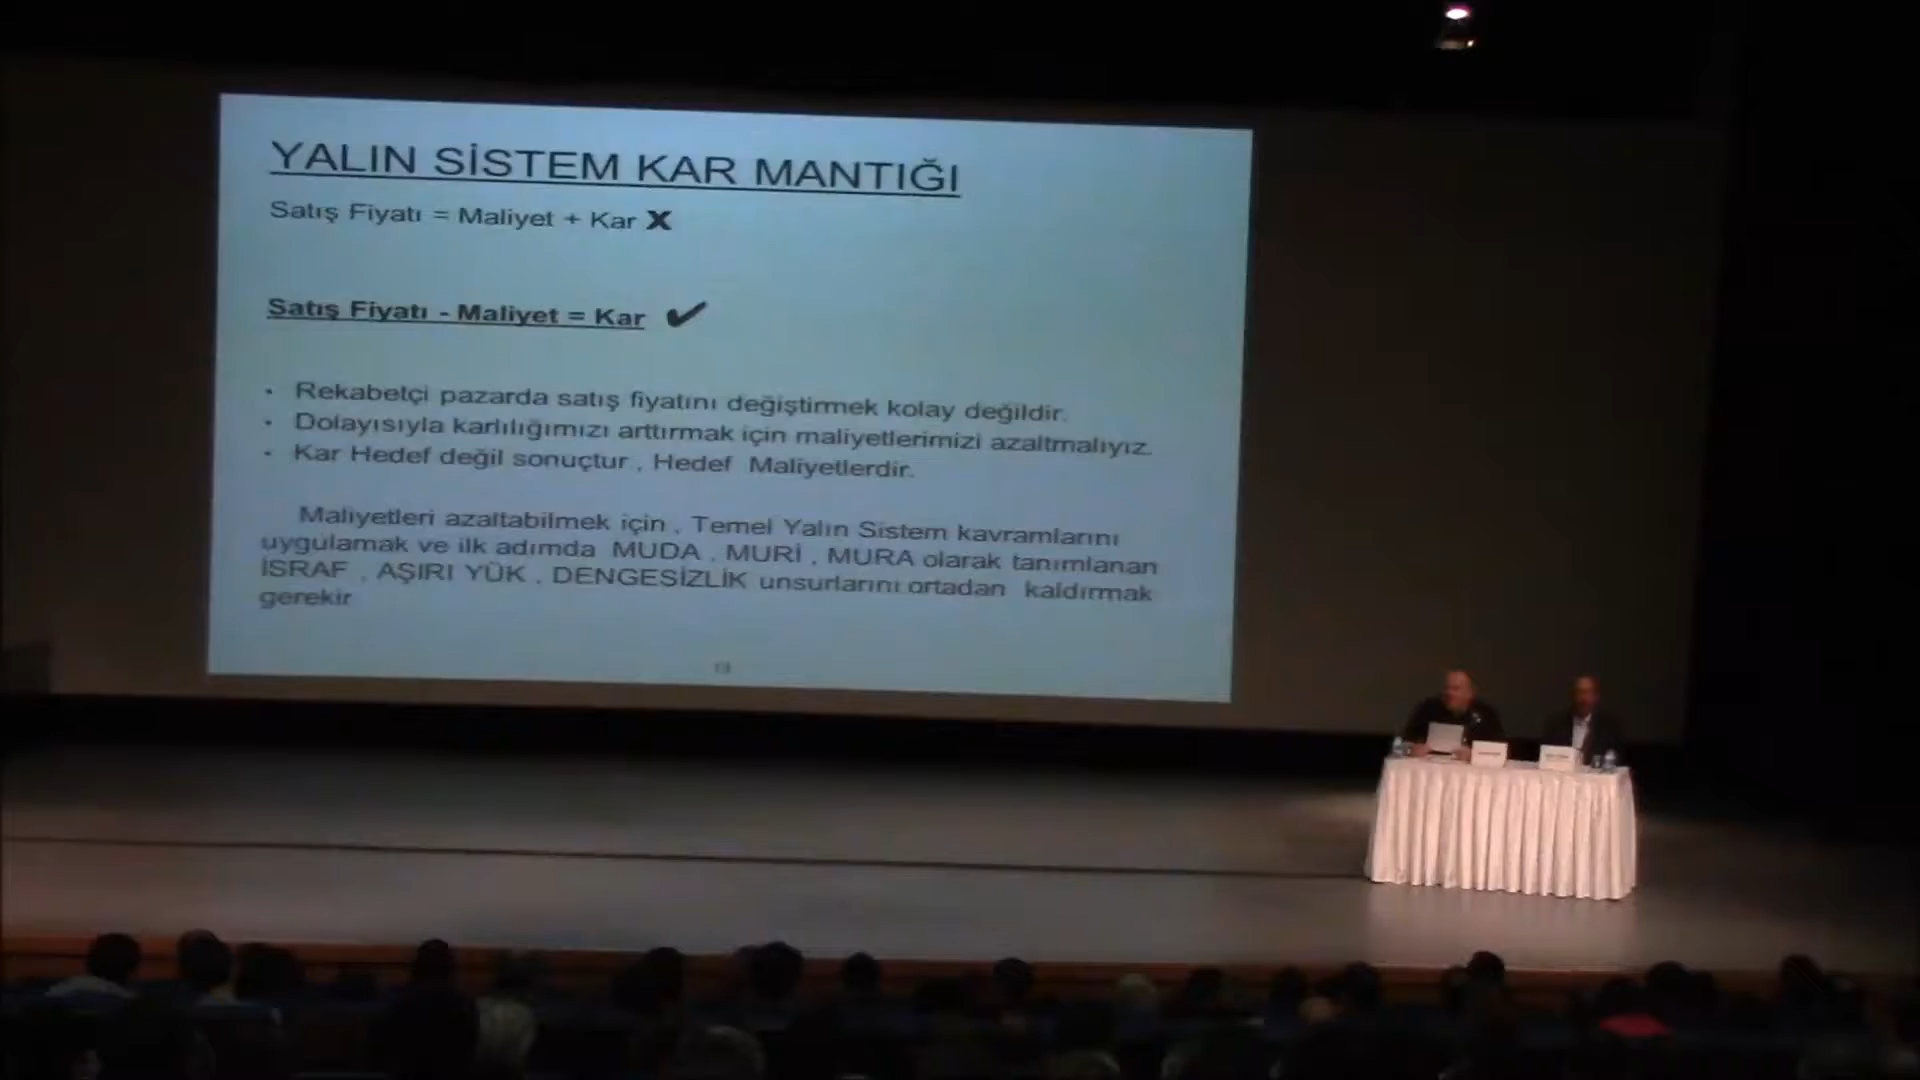 YALIN SİSTEM KAR MANTIĞI
Satış Fiyatı = Maliyet + Kar X
Satış Fiyatı - Maliyet = Kar ✔
• Rekabetçi pazarda satış fiyatını değiştirmek kolay değildir.
• Dolayısıyla karlılığımızı arttırmak için maliyetlerimizi azaltmalıyız.
• Kar Hedef değil sonuçtur , Hedef Maliyetlerdir.
Maliyetleri azaltabilmek için , Temel Yalın Sistem kavramlarını
uygulamak ve ilk adımda MUDA , MURİ , MURA olarak tanımlanan
İSRAF , AŞIRI YÜK , DENGESİZLİK unsurlarını ortadan kaldırmak
gerekir